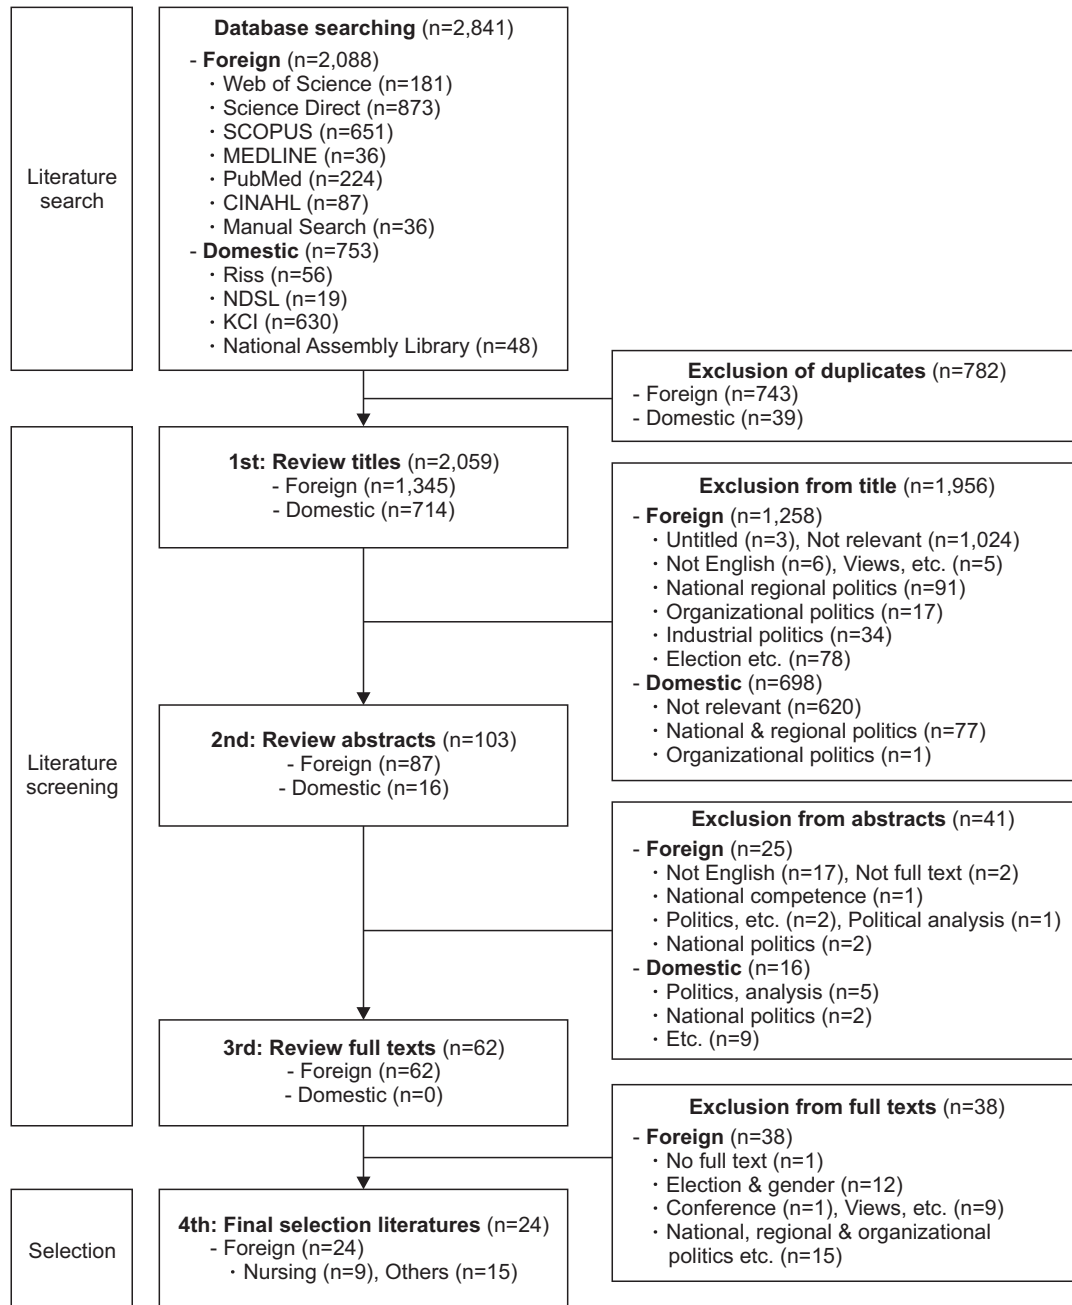 Literature
search
Database searching (n=2,841)
- Foreign (n=2,088)
· Web of Science (n=181)
· Science Direct (n=873)
· SCOPUS (n=651)
· MEDLINE (n=36)
· PubMed (n=224)
· CINAHL (n=87)
· Manual Search (n=36)
- Domestic (n=753)
· Riss (n=56)
· NDSL (n=19)
· KCI (n=630)
· National Assembly Library (n=48)
Exclusion of duplicates (n=782)
- Foreign (n=743)
- Domestic (n=39)
Literature
screening
1st: Review titles (n=2,059)
- Foreign (n=1,345)
- Domestic (n=714)
Exclusion from title (n=1,956)
- Foreign (n=1,258)
· Untitled (n=3), Not relevant (n=1,024)
· Not English (n=6), Views, etc. (n=5)
· National regional politics (n=91)
· Organizational politics (n=17)
· Industrial politics (n=34)
· Election etc. (n=78)
- Domestic (n=698)
· Not relevant (n=620)
· National & regional politics (n=77)
· Organizational politics (n=1)
2nd: Review abstracts (n=103)
- Foreign (n=87)
- Domestic (n=16)
Exclusion from abstracts (n=41)
- Foreign (n=25)
· Not English (n=17), Not full text (n=2)
· National competence (n=1)
· Politics, etc. (n=2), Political analysis (n=1)
· National politics (n=2)
- Domestic (n=16)
· Politics, analysis (n=5)
· National politics (n=2)
· Etc. (n=9)
3rd: Review full texts (n=62)
- Foreign (n=62)
- Domestic (n=0)
Exclusion from full texts (n=38)
- Foreign (n=38)
· No full text (n=1)
· Election & gender (n=12)
· Conference (n=1), Views, etc. (n=9)
· National, regional & organizational
politics etc. (n=15)
Selection
4th: Final selection literatures (n=24)
- Foreign (n=24)
· Nursing (n=9), Others (n=15)